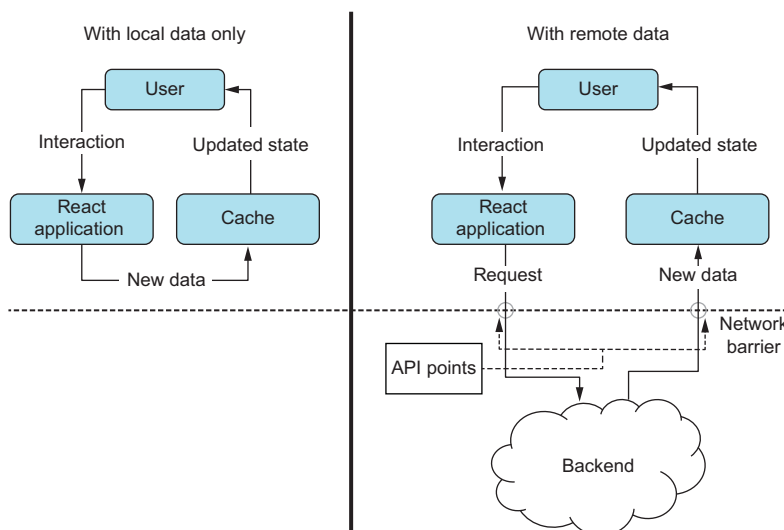 With local data only
User
Interaction
Updated state
React
application
Cache
New data
With remote data
User
Interaction
Updated state
React
application
Cache
Request
New data
Network
barrier
API points
Backend